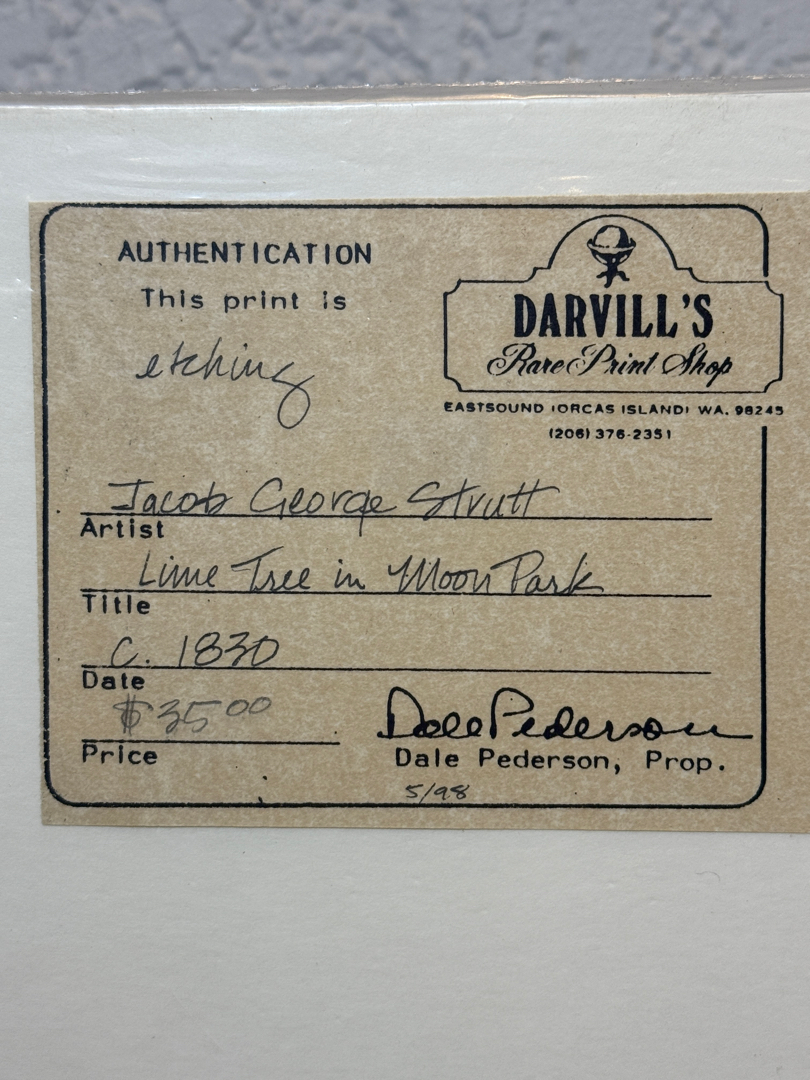 AUTHENTICATION
This print is
etching
DARVILL'S
Rare Print Shop
EASTSOUND (ORCAS ISLAND) WA. 98245
(206) 376-2351
Jacob George Strutt
Artist
Lime Tree in Moon Park
Title
C. 1830
Date
$35.00
Price
Dale Pederson
Dale Pederson, Prop.
5/98